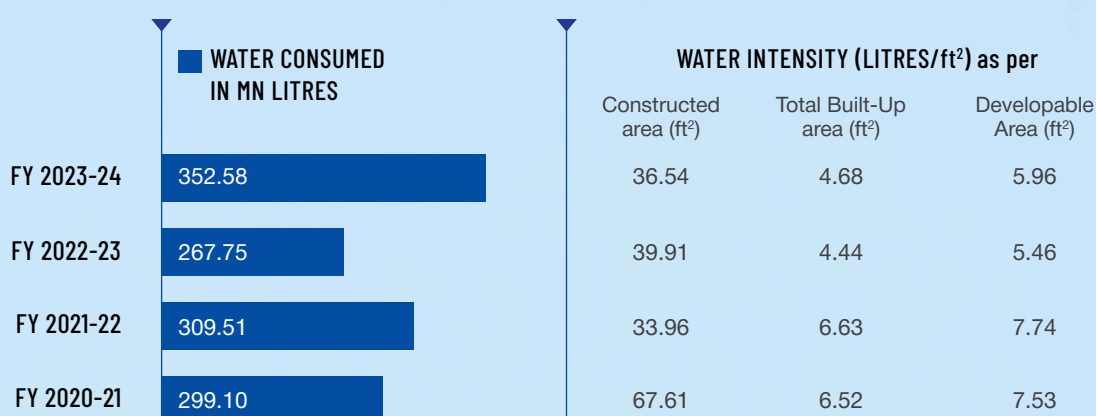 WATER CONSUMED
IN MN LITRES
WATER INTENSITY (LITRES/ft²) as per
Constructed
area (ft²)
Total Built-Up
area (ft²)
Developable
Area (ft²)
FY 2023-24 352.58 36.54 4.68 5.96
FY 2022-23 267.75 39.91 4.44 5.46
FY 2021-22 309.51 33.96 6.63 7.74
FY 2020-21 299.10 67.61 6.52 7.53